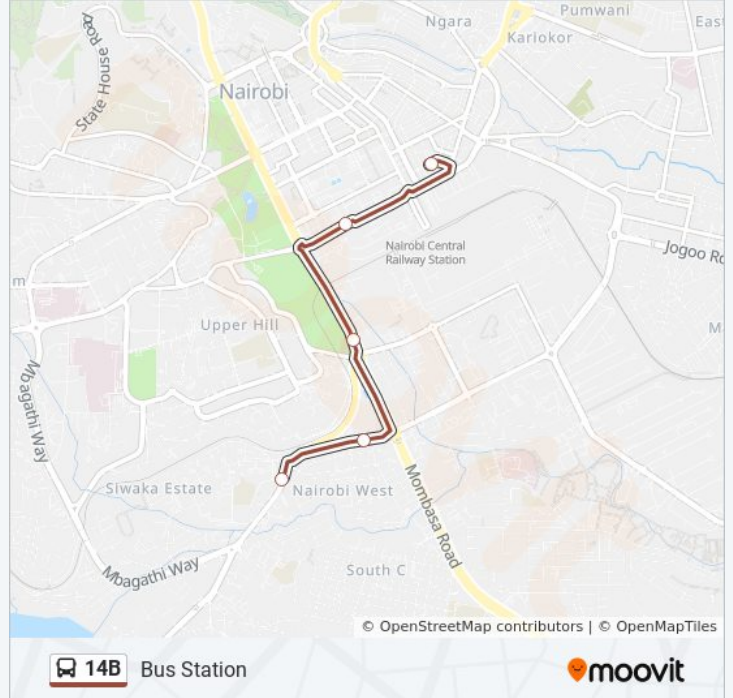 Ngara
Pumwani
East
Kariokor
State House Road
Nairobi
Nairobi Central
Railway Station
Jogoo Ro
m
Upper Hill
Ma
Mbagathi Way
Siwaka Estate
Nairobi West
Mombasa Road
Mbagathi Way
South C
© OpenStreetMap contributors | © OpenMapTiles
14B Bus Station
moovit